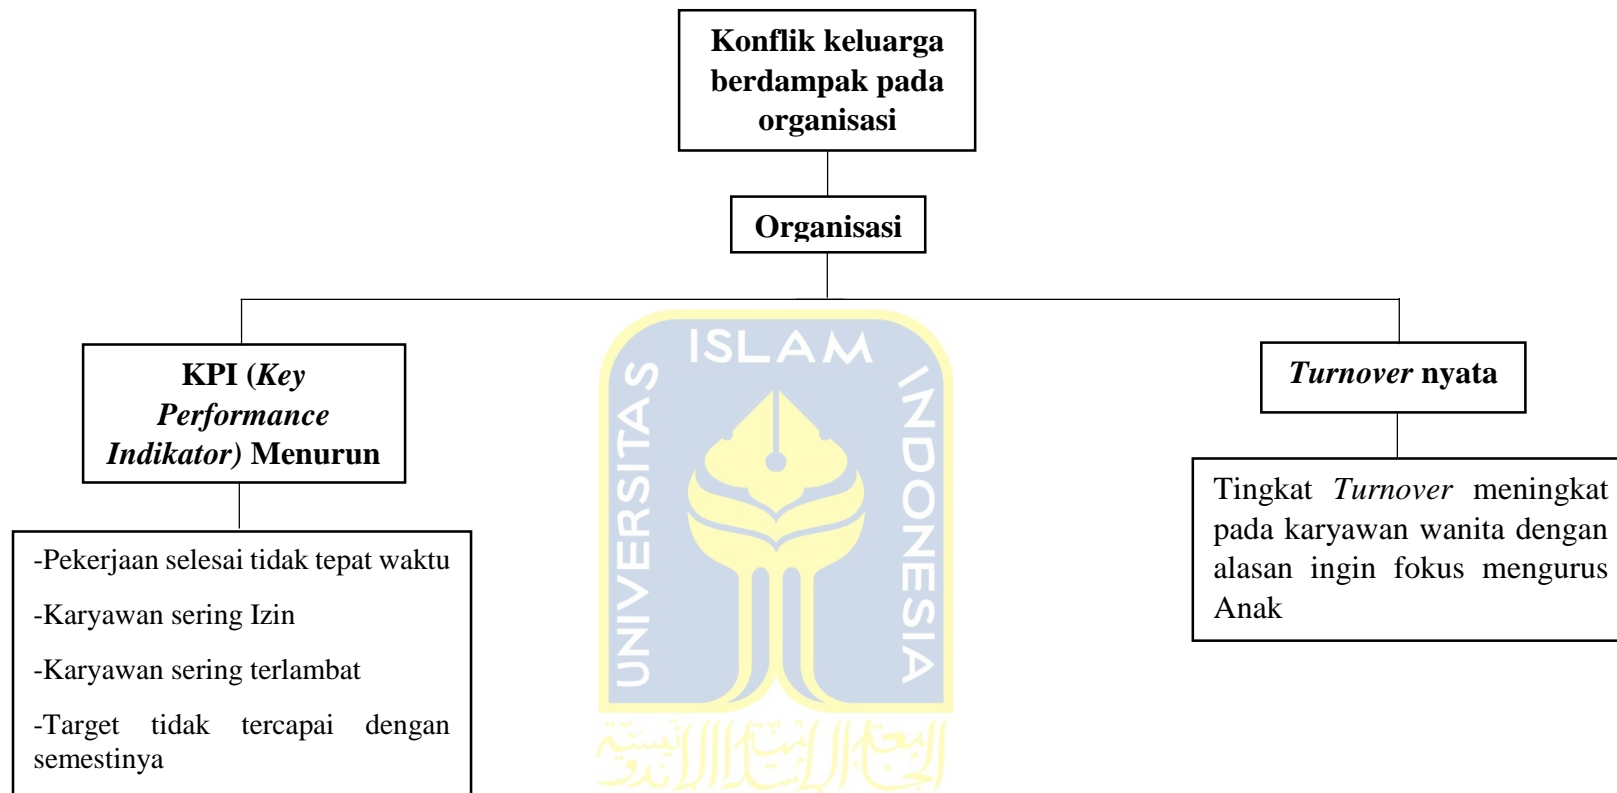 Konflik keluarga
berdampak pada
organisasi
Organisasi
KPI (Key
Performance
Indikator) Menurun
Turnover nyata
-Pekerjaan selesai tidak tepat waktu
-Karyawan sering Izin
-Karyawan sering terlambat
-Target tidak tercapai dengan
semestinya
Tingkat Turnover meningkat
pada karyawan wanita dengan
alasan ingin fokus mengurus
Anak
UNIVERSITAS
ISLAM
INDONESIA